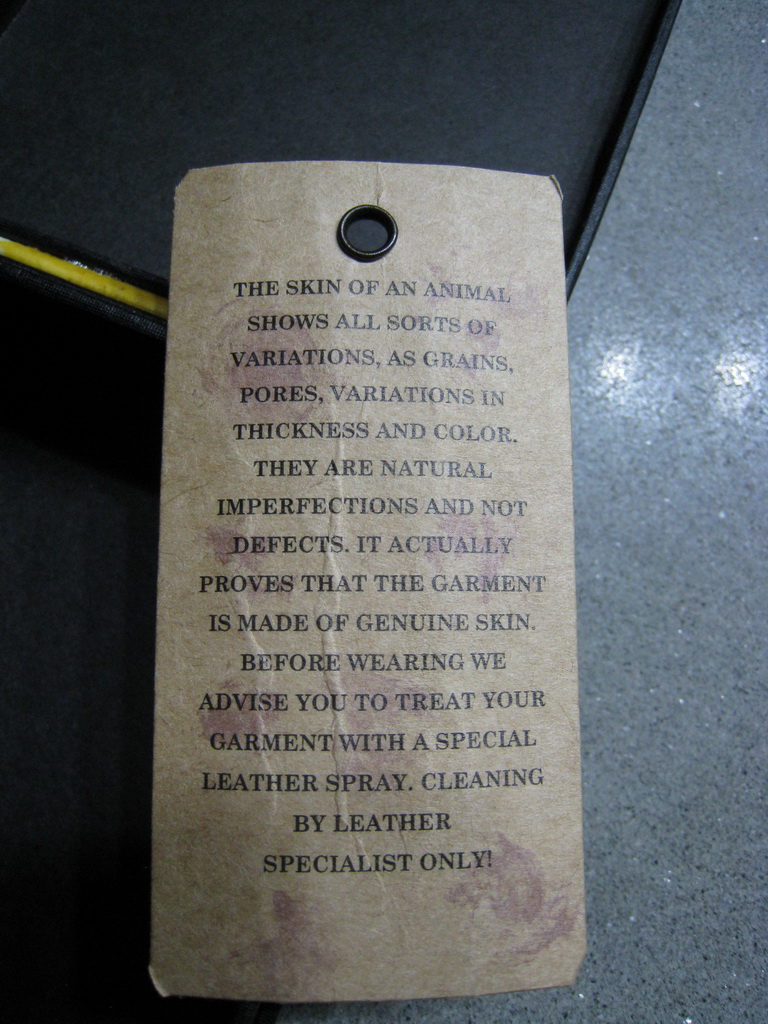 THE SKIN OF AN ANIMAL
SHOWS ALL SORTS OF
VARIATIONS, AS GRAINS,
PORES, VARIATIONS IN
THICKNESS AND COLOR.
THEY ARE NATURAL
IMPERFECTIONS AND NOT
DEFECTS. IT ACTUALLY
PROVES THAT THE GARMENT
IS MADE OF GENUINE SKIN.
BEFORE WEARING WE
ADVISE YOU TO TREAT YOUR
GARMENT WITH A SPECIAL
LEATHER SPRAY. CLEANING
BY LEATHER
SPECIALIST ONLY!